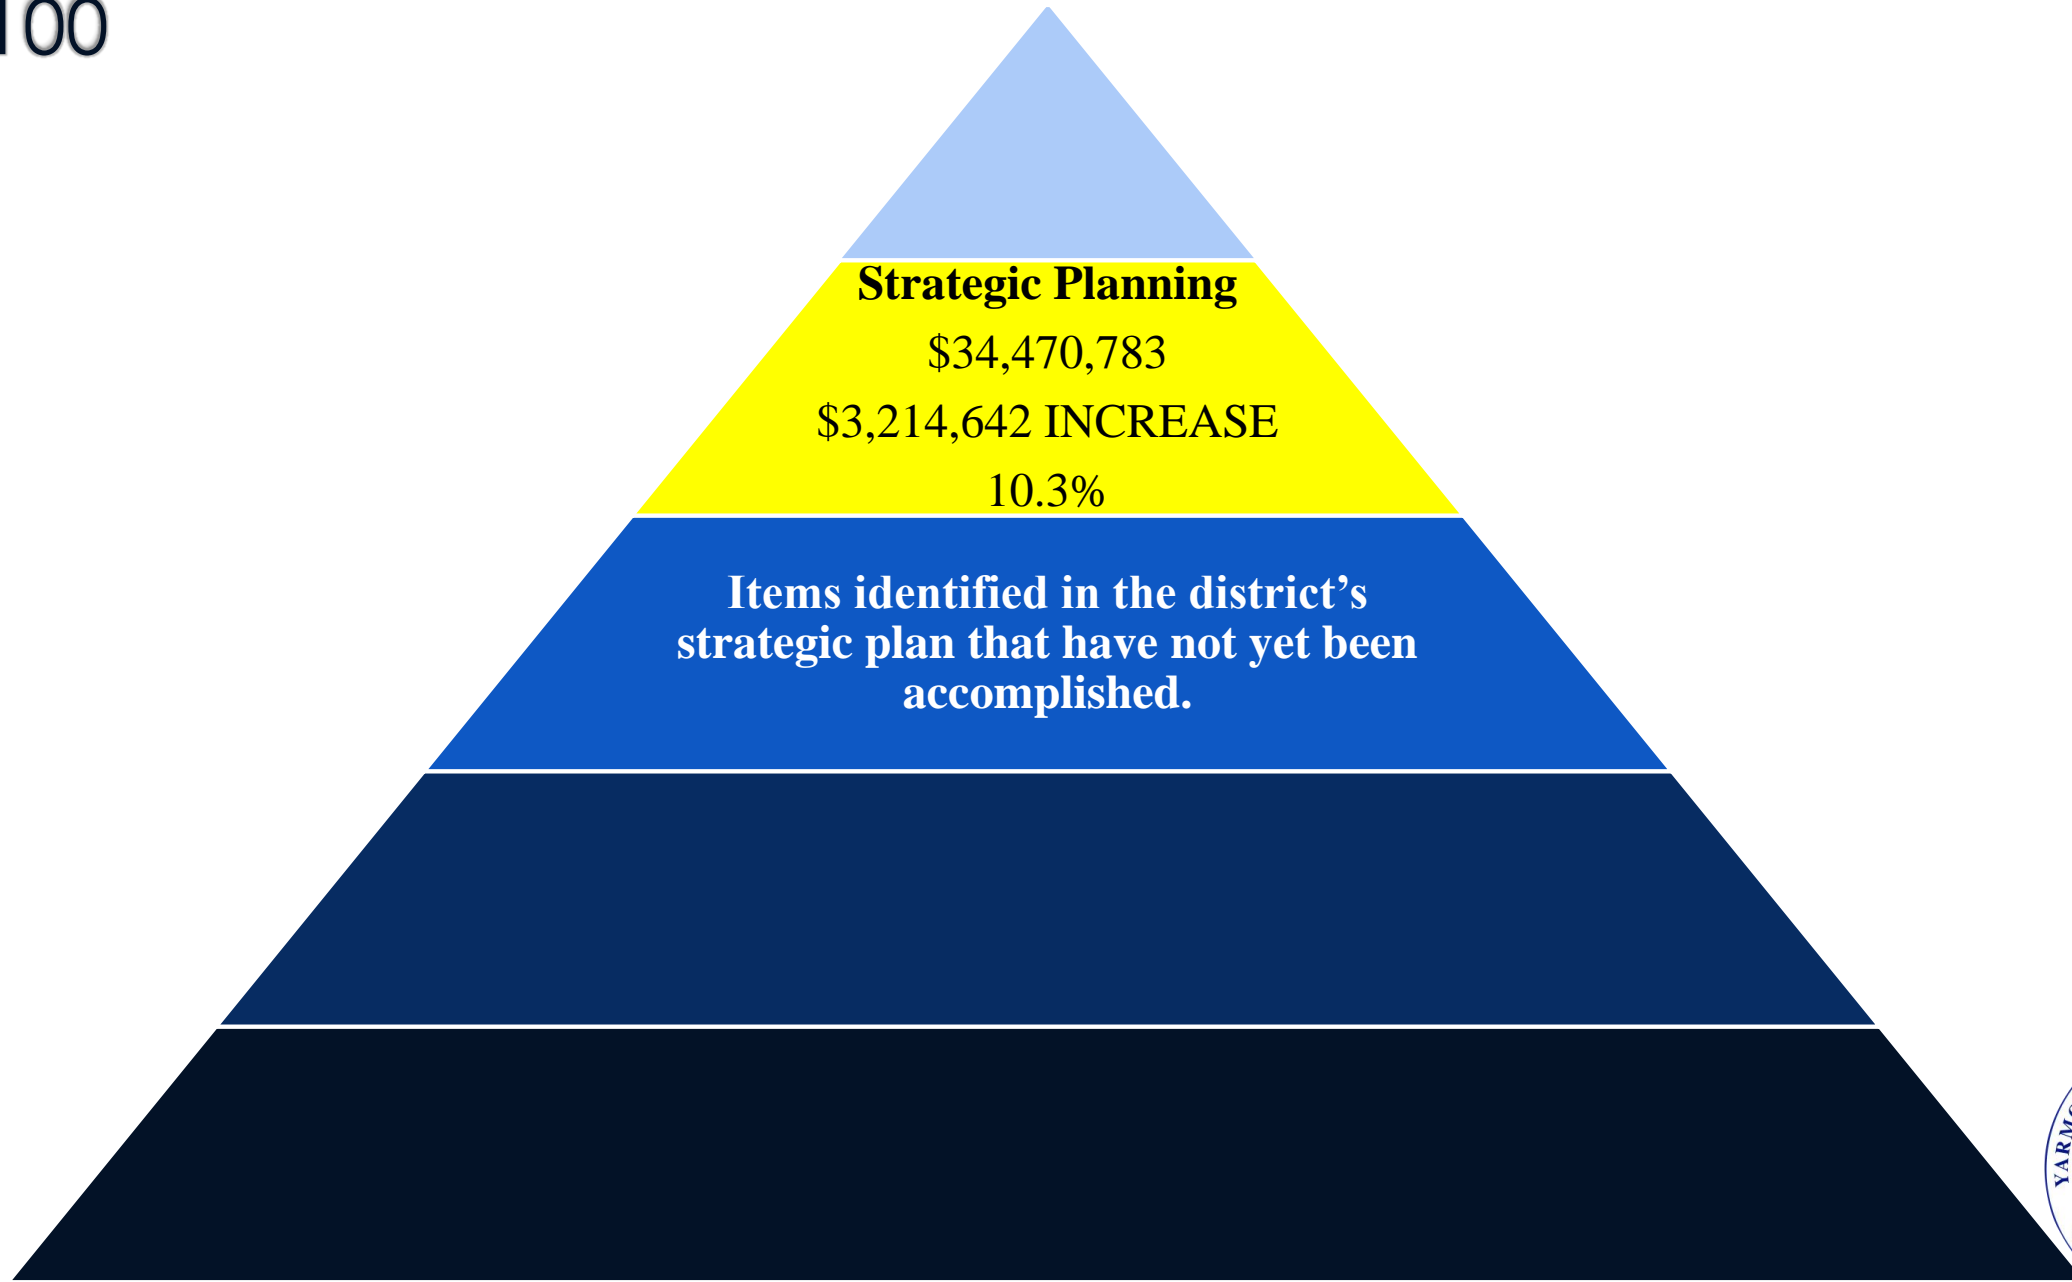 Strategic Planning
$34,470,783
$3,214,642 INCREASE
10.3%
Items identified in the district’s
strategic plan that have not yet been
accomplished.